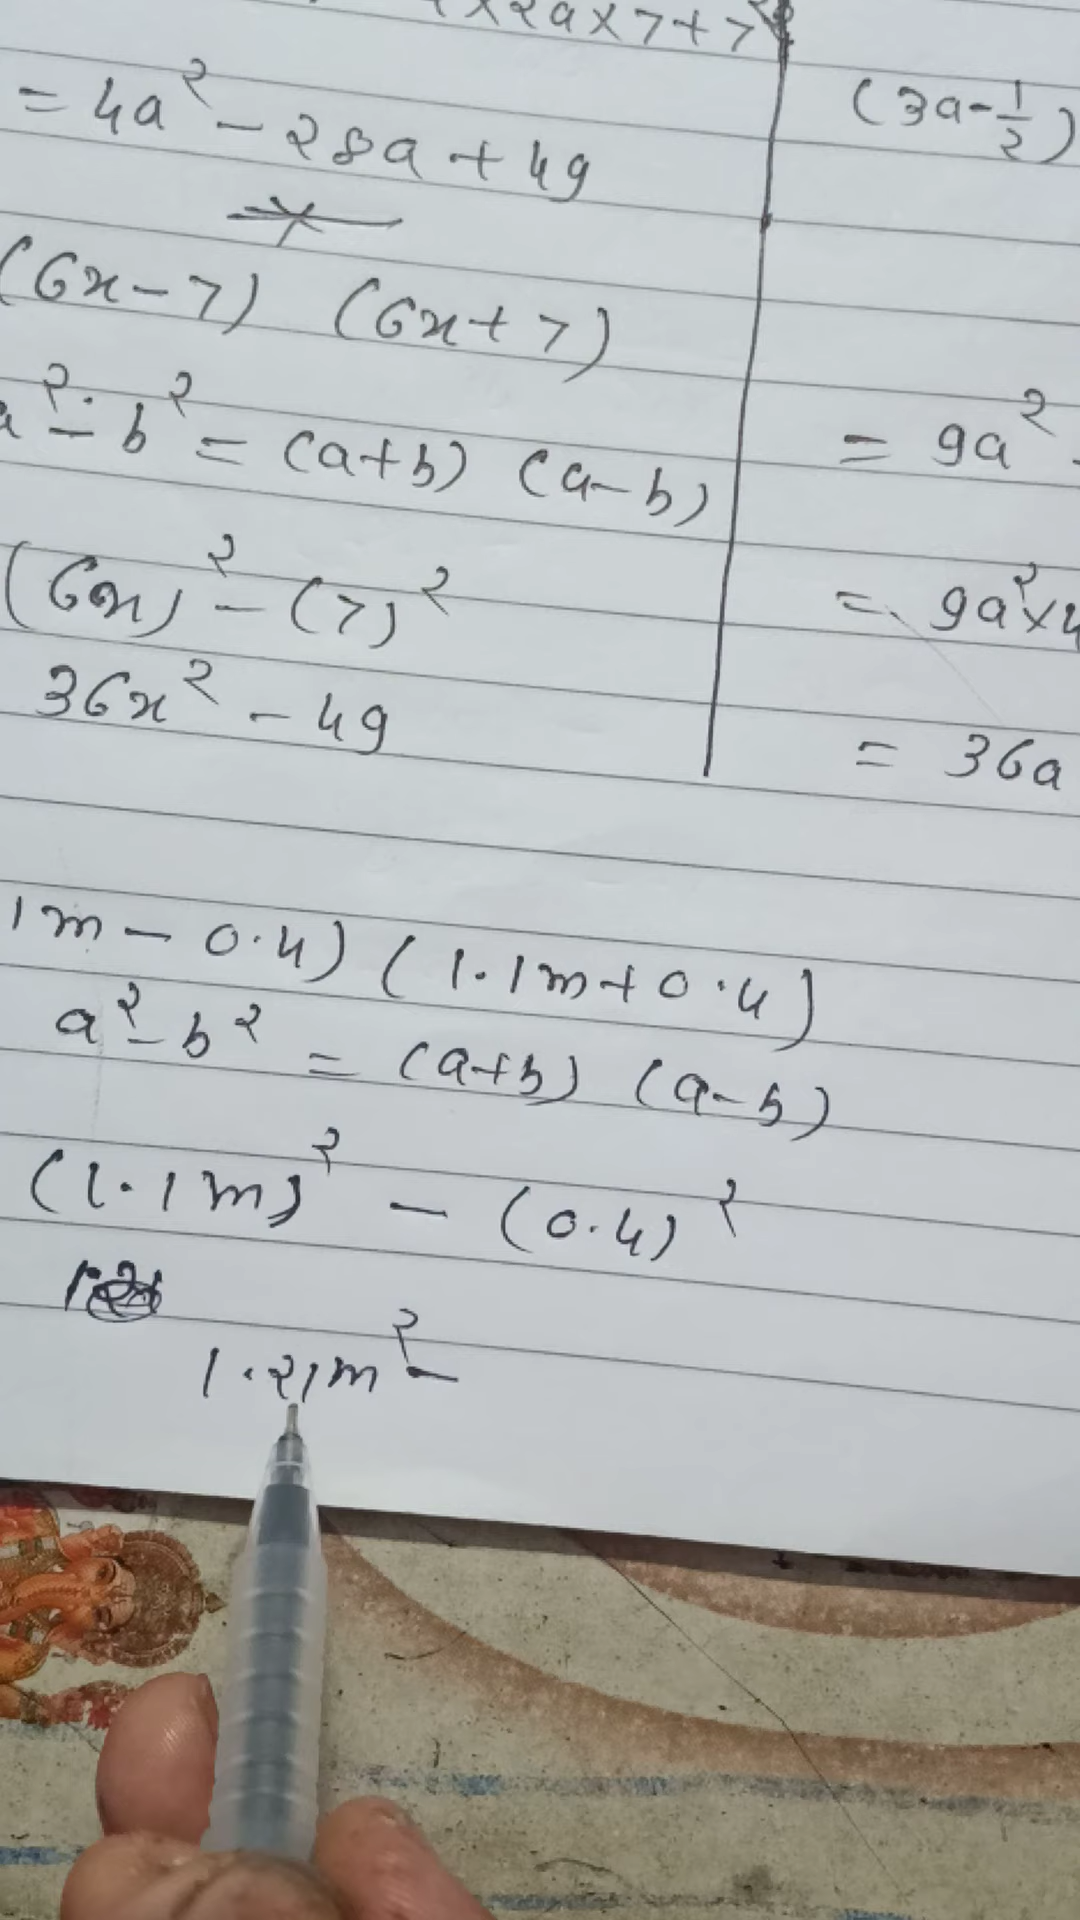 ×2a×7+7²
= 4a² - 28a + 49
(6x-7) (6x+7)
a² - b² = (a+b) (a-b)
(6x)² - (7)²
36x² - 49
1m - 0.4) (1.1m+0.4)
a² - b² = (a+b) (a-b)
(1.1m)² - (0.4)²
1.21m² -
(3a-1/2)
= 9a² -
= 9a²×4
= 36a